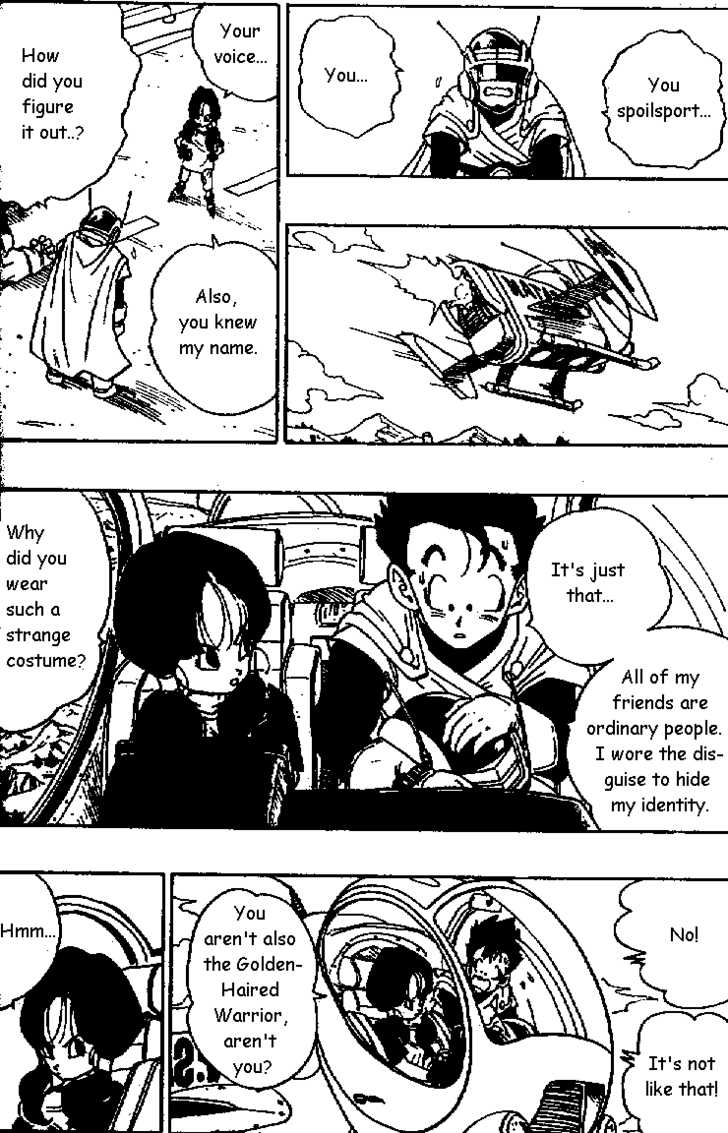 How
did you
figure
it out..?
Your
voice...
Also,
you knew
my name.
You...
You
spoilsport...
Why
did you
wear
such a
strange
costume?
It's just
that...
All of my
friends are
ordinary people.
I wore the dis-
guise to hide
my identity.
Hmm...
You
aren't also
the Golden-
Haired
Warrior,
aren't
you?
No!
It's not
like that!